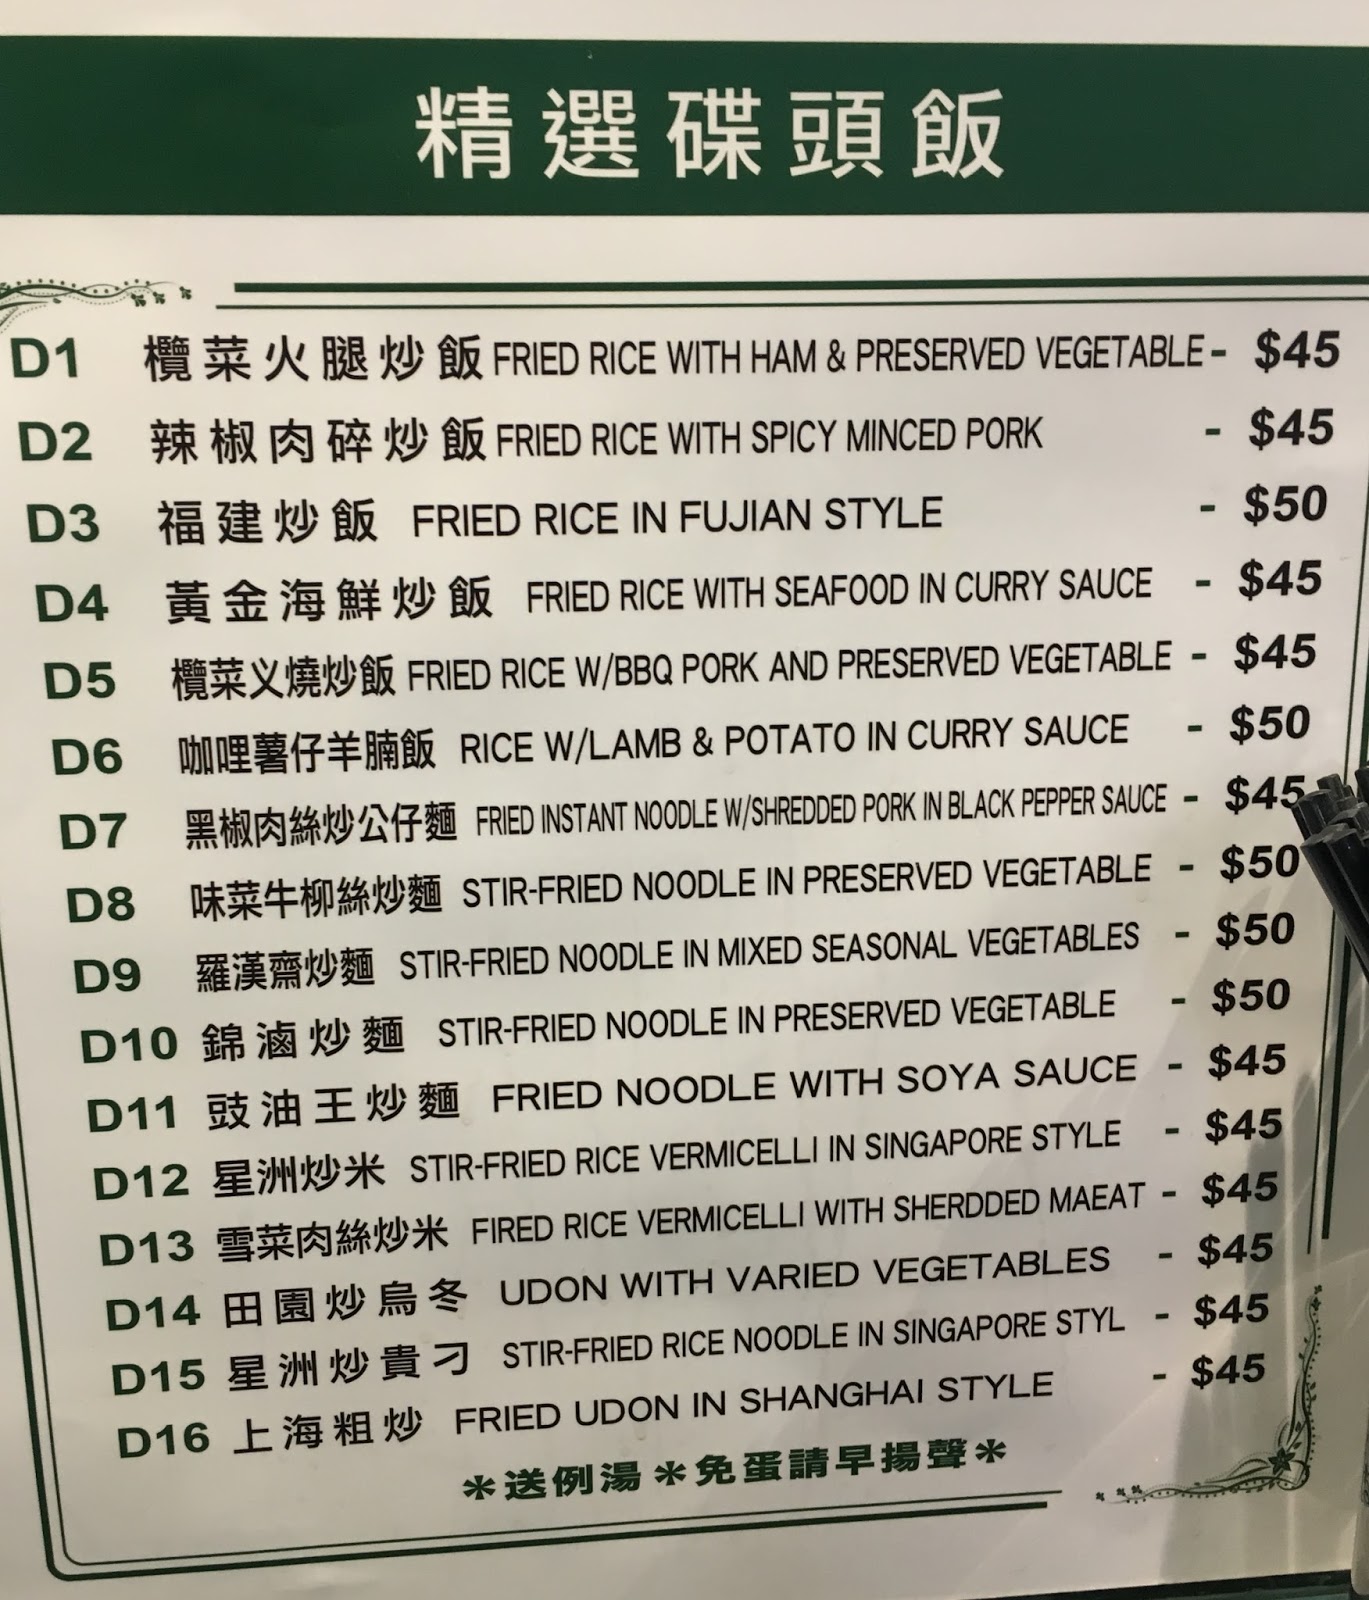 精選碟頭飯
D1 欖菜火腿炒飯 FRIED RICE WITH HAM & PRESERVED VEGETABLE - $45
D2 辣椒肉碎炒飯 FRIED RICE WITH SPICY MINCED PORK - $45
D3 福建炒飯 FRIED RICE IN FUJIAN STYLE - $50
D4 黃金海鮮炒飯 FRIED RICE WITH SEAFOOD IN CURRY SAUCE - $45
D5 欖菜义燒炒飯 FRIED RICE W/BBQ PORK AND PRESERVED VEGETABLE - $45
D6 咖哩薯仔羊腩飯 RICE W/LAMB & POTATO IN CURRY SAUCE - $50
D7 黑椒肉絲炒公仔麵 FRIED INSTANT NOODLE W/SHREDDED PORK IN BLACK PEPPER SAUCE - $45
D8 味菜牛柳絲炒麵 STIR-FRIED NOODLE IN PRESERVED VEGETABLE - $50
D9 羅漢齋炒麵 STIR-FRIED NOODLE IN MIXED SEASONAL VEGETABLES - $50
D10 錦滷炒麵 STIR-FRIED NOODLE IN PRESERVED VEGETABLE - $50
D11 豉油王炒麵 FRIED NOODLE WITH SOYA SAUCE - $45
D12 星洲炒米 STIR-FRIED RICE VERMICELLI IN SINGAPORE STYLE - $45
D13 雪菜肉絲炒米 FIRED RICE VERMICELLI WITH SHERDDED MAEAT - $45
D14 田園炒烏冬 UDON WITH VARIED VEGETABLES - $45
D15 星洲炒貴刁 STIR-FRIED RICE NOODLE IN SINGAPORE STYL - $45
D16 上海粗炒 FRIED UDON IN SHANGHAI STYLE - $45
＊送例湯＊免蛋請早揚聲＊